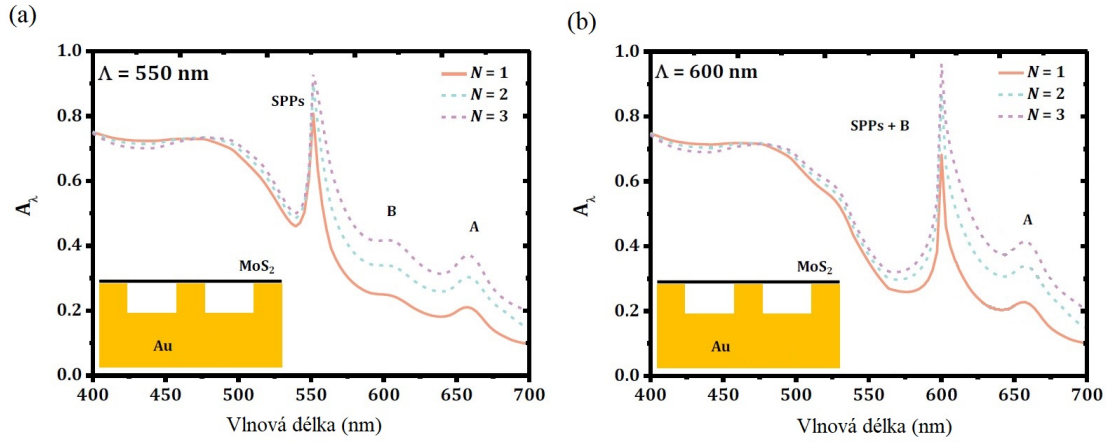 (a)
Λ = 550 nm
N = 1
N = 2
N = 3
SPPs
B
A
MoS₂
Au
A_λ
1.0
0.8
0.6
0.4
0.2
0.0
400 450 500 550 600 650 700
Vlnová délka (nm)
(b)
Λ = 600 nm
N = 1
N = 2
N = 3
SPPs + B
A
MoS₂
Au
A_λ
1.0
0.8
0.6
0.4
0.2
0.0
400 450 500 550 600 650 700
Vlnová délka (nm)